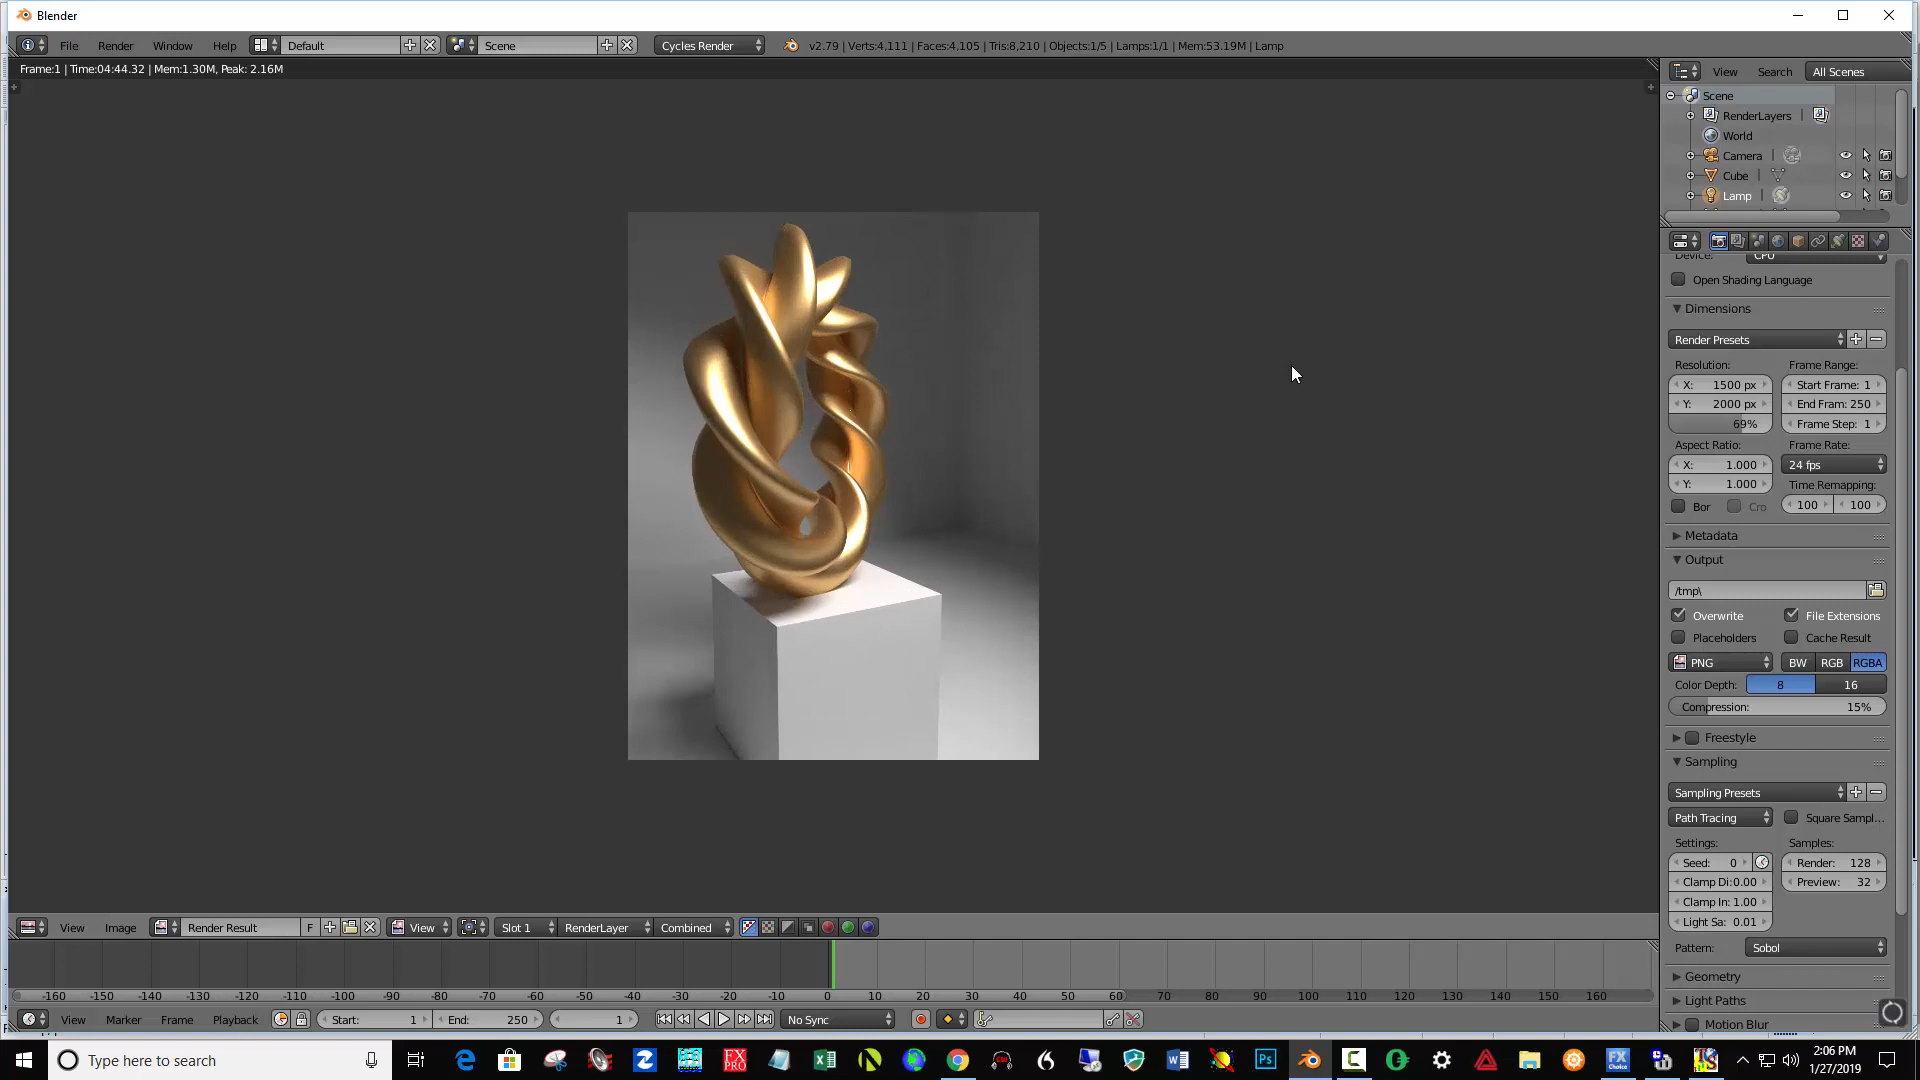 Blender
File Render Window Help Default Scene Cycles Render v2.79 | Verts:4,111 | Faces:4,105 | Tris:8,210 | Objects:1/5 | Lamps:1/1 | Mem:53.19M | Lamp
Frame:1 | Time:04:44.32 | Mem:1.30M, Peak: 2.16M
View Search All Scenes
Scene
RenderLayers
World
Camera
Cube
Lamp
Device: CPU
Open Shading Language
Dimensions
Render Presets
Resolution: Frame Range:
X: 1500 px Start Frame: 1
Y: 2000 px End Fram: 250
69% Frame Step: 1
Aspect Ratio: Frame Rate:
X: 1.000 24 fps
Y: 1.000 Time Remapping:
Bor Cro 100 100
Metadata
Output
/tmp\
Overwrite File Extensions
Placeholders Cache Result
PNG BW RGB RGBA
Color Depth: 8 16
Compression: 15%
Freestyle
Sampling
Sampling Presets
Path Tracing Square Sampl...
Settings: Samples:
Seed: 0 Render: 128
Clamp Di:0.00 Preview: 32
Clamp In: 1.00
Light Sa: 0.01
Pattern: Sobol
Geometry
Light Paths
Motion Blur
View Image Render Result F View Slot 1 RenderLayer Combined
-160 -150 -140 -130 -120 -110 -100 -90 -80 -70 -60 -50 -40 -30 -20 -10 0 10 20 30 40 50 60 70 80 90 100 110 120 130 140 150 160
View Marker Frame Playback Start: 1 End: 250 1 No Sync
Type here to search
FX PRO
Ps
FX Choice
2:06 PM
1/27/2019